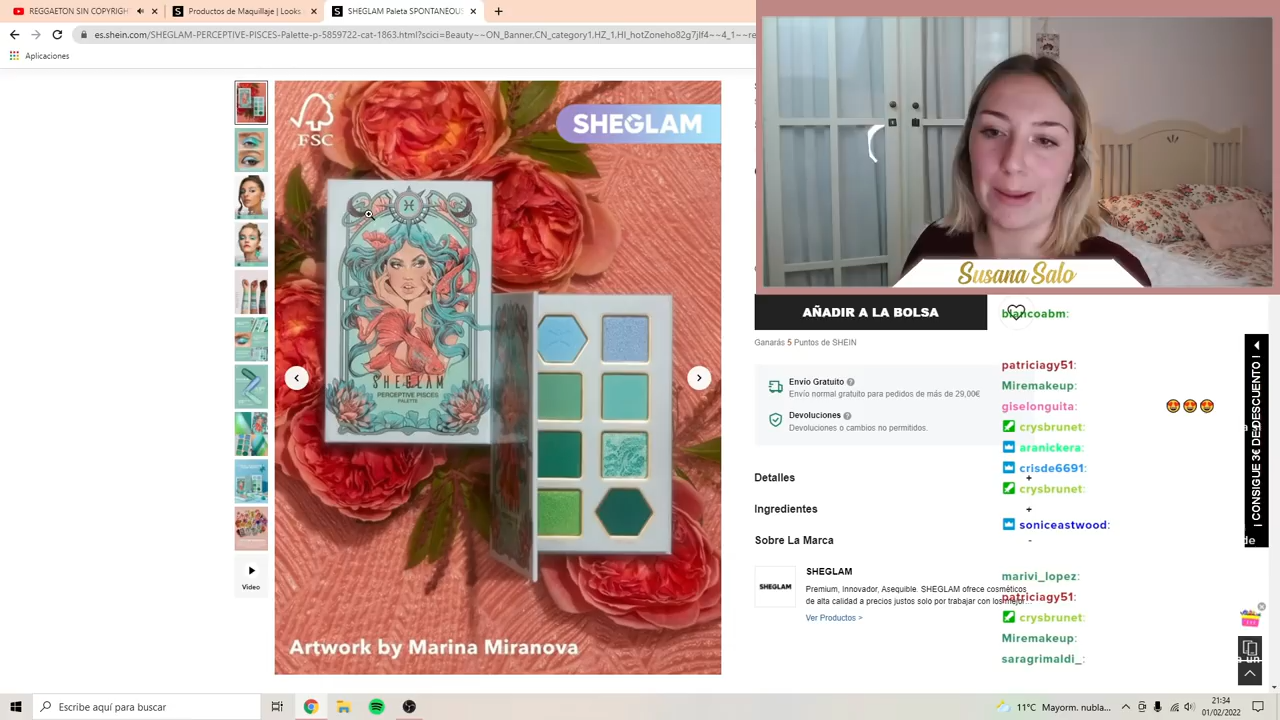 REGGAETON SIN COPYRIGHT
Productos de Maquillaje | Looks
SHEGLAM Paleta SPONTANEOUS
es.shein.com/SHEGLAM-PERCEPTIVE-PISCES-Palette-p-5859722-cat-1863.html?scici=Beauty~~ON_Banner,CN_category1,HZ_1,HI_hotZoneho82g7jlf4~~4_1~~re
Aplicaciones
FSC
SHEGLAM
SHEGLAM
PERCEPTIVE PISCES
PALETTE
Artwork by Marina Miranova
Video
Susana Salo
AÑADIR A LA BOLSA
Ganarás 5 Puntos de SHEIN
Envío Gratuito
Envío normal gratuito para pedidos de más de 29,00€
Devoluciones
Devoluciones o cambios no permitidos.
Detalles
+
Ingredientes
+
Sobre La Marca
-
SHEGLAM
SHEGLAM
Premium, Innovador, Asequible. SHEGLAM ofrece cosméticos
de alta calidad a precios justos solo por trabajar con los mejor...
Ver Productos >
blancoabm:
patriciagy51:
Miremakeup:
giselonguita:
crysbrunet:
aranickera:
crisde6691:
crysbrunet:
soniceastwood:
de
marivi_lopez:
patriciagy51:
crysbrunet:
Miremakeup:
saragrimaldi_:
a un
¡ CONSIGUE 3€ DE DESCUENTO !
Escribe aquí para buscar
11°C Mayorm. nubla...
21:34
01/02/2022